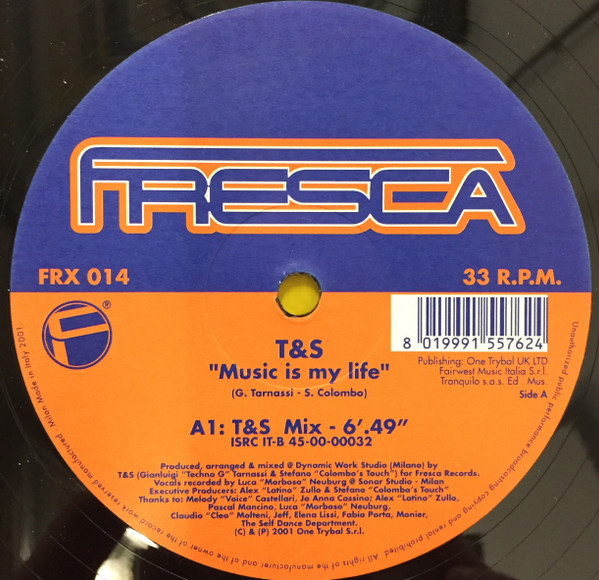 FRESCA
FRX 014
33 R.P.M.
®
8 019991 557624
T&S
"Music is my life"
(G. Tarnassi - S. Colombo)
Publishing: One Trybal UK LTD
Fairwest Music Italia S.r.l.
Tranquilo s.a.s. Ed . Mus.
Side A
A1: T&S Mix - 6'.49"
ISRC IT-B 45-00-00032
Produced, arranged & mixed @ Dynamic Work Studio (Milano) by
T&S (Gianluigi "Techno G" Tarnassi & Stefano "Colombo's Touch") for Fresca Records.
Vocals recorded by Luca "Morboso" Neuburg @ Sonar Studio - Milan
Executive Producers: Alex "Latino" Zullo & Stefano "Colombo's Touch"
Thanks to: Melody "Voice" Castellari, Jo Anna Cassino; Alex "Latino" Zullo,
Pascal Mancino, Luca "Morboso" Neuburg,
Claudio "Cleo" Molteni, Jeff, Elena Lissi, Fabio Porta, Monier,
The Self Dance Department.
(C) & (P) 2001 One Trybal S.r.l.
Unauthorized public performance broadcasting copying and rental prohibited. All rights of the manufacturer and of the owner of the record work reserved manufactured. Milan Made in Italy 2001